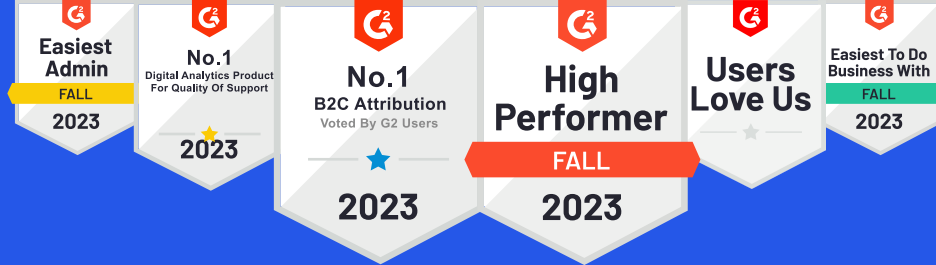 G2
Easiest
Admin
FALL
2023
G2
No.1
Digital Analytics Product
For Quality Of Support
2023
G2
No.1
B2C Attribution
Voted By G2 Users
2023
G2
High
Performer
FALL
2023
G2
Users
Love Us
G2
Easiest To Do
Business With
FALL
2023